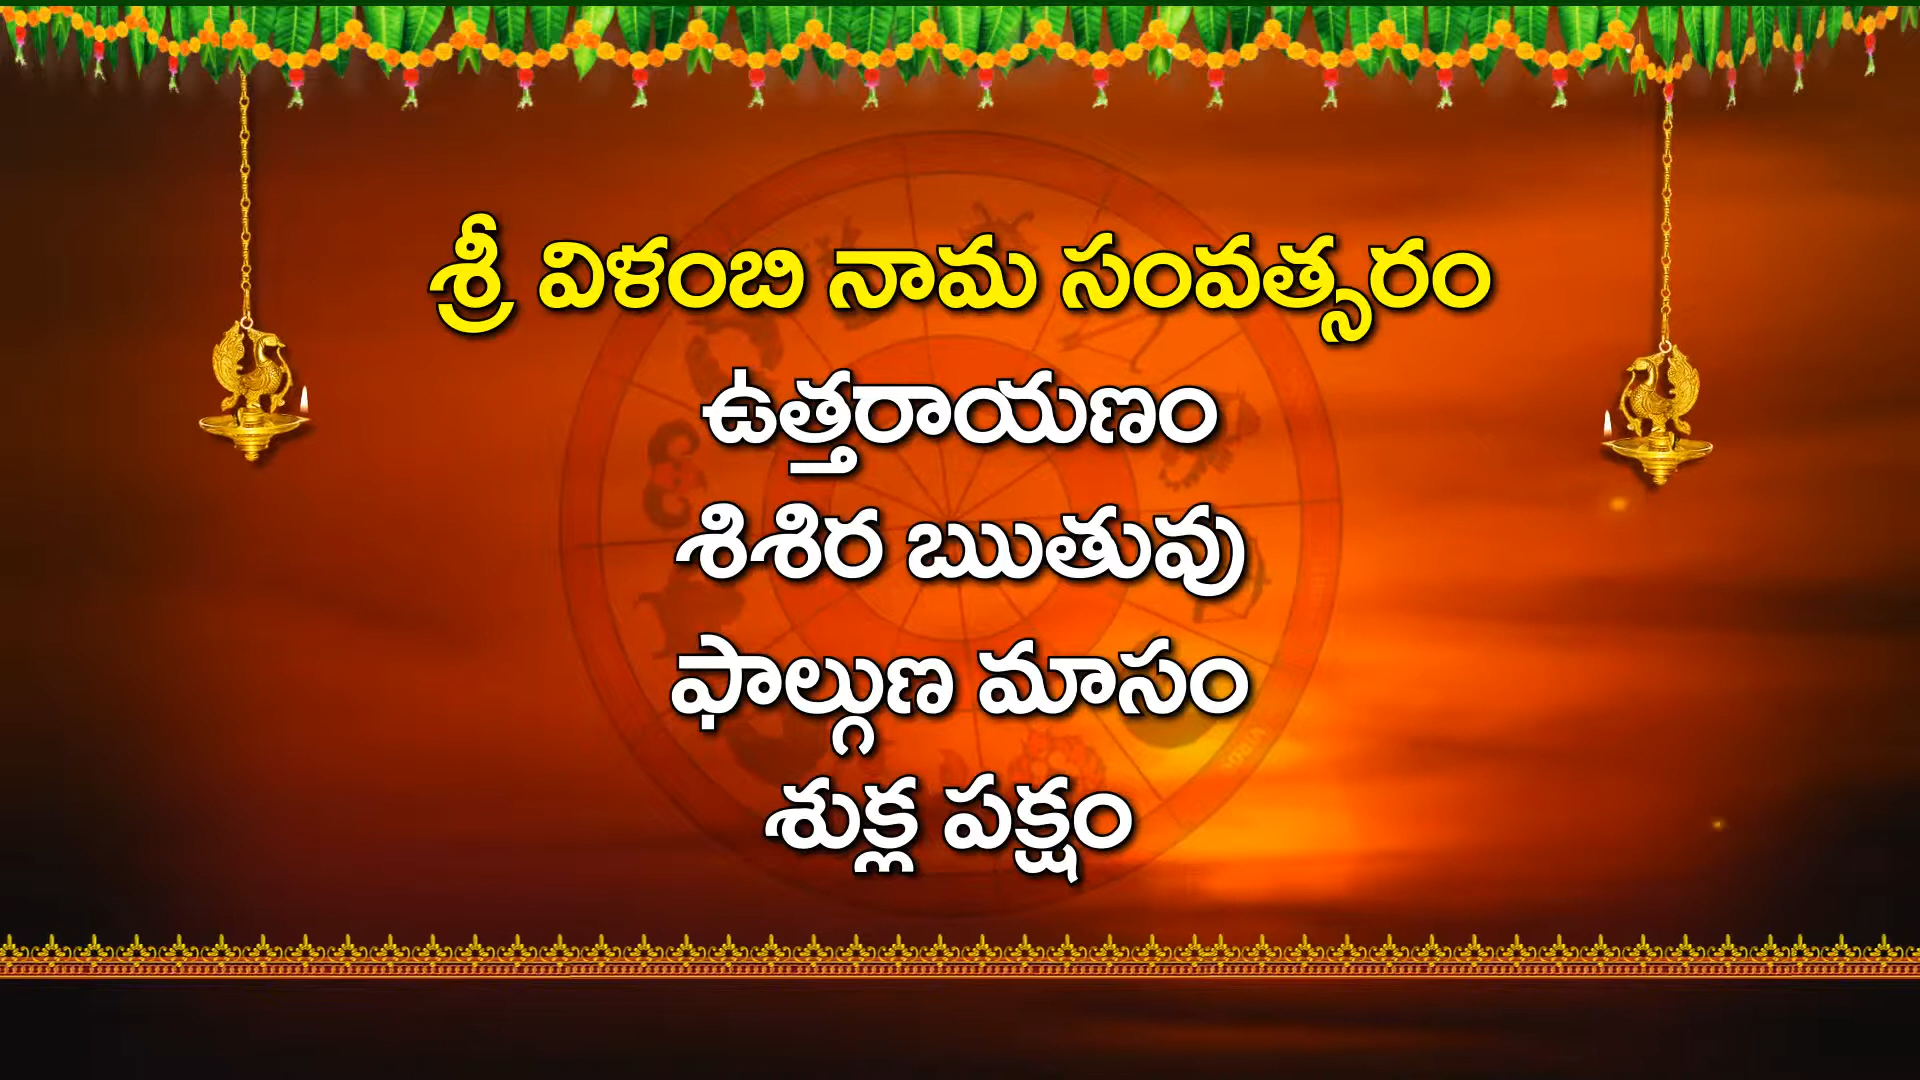 శ్రీ విళంబి నామ సంవత్సరం
ఉత్తరాయణం
శిశిర ఋతువు
ఫాల్గుణ మాసం
శుక్ల పక్షం